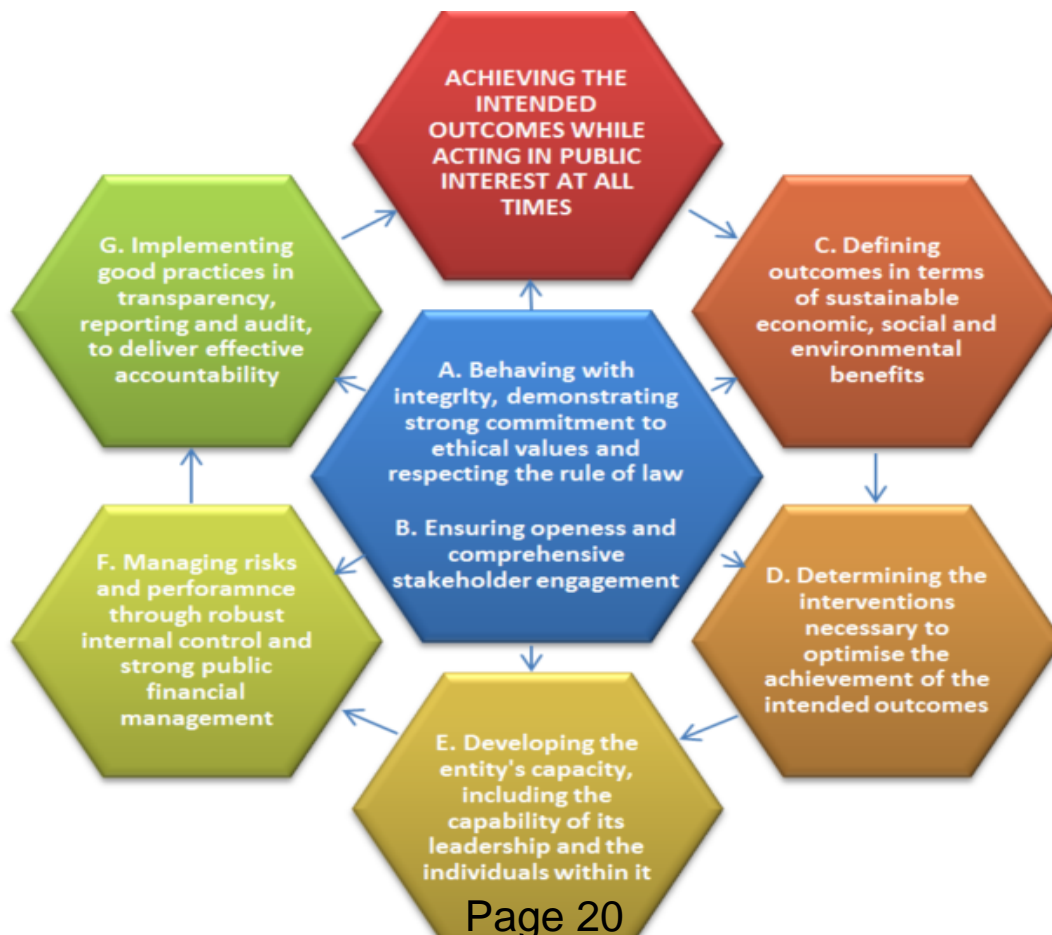 ACHIEVING THE
INTENDED
OUTCOMES WHILE
ACTING IN PUBLIC
INTEREST AT ALL
TIMES
G. Implementing
good practices in
transparency,
reporting and audit,
to deliver effective
accountability
C. Defining
outcomes in terms
of sustainable
economic, social and
environmental
benefits
A. Behaving with
integrIty, demonstrating
strong commitment to
ethical values and
respecting the rule of law
B. Ensuring openess and
comprehensive
stakeholder engagement
F. Managing risks
and perforamnce
through robust
internal control and
strong public
financial
management
D. Determining the
interventions
necessary to
optimise the
achievement of the
intended outcomes
E. Developing the
entity's capacity,
including the
capability of its
leadership and the
individuals within it
Page 20